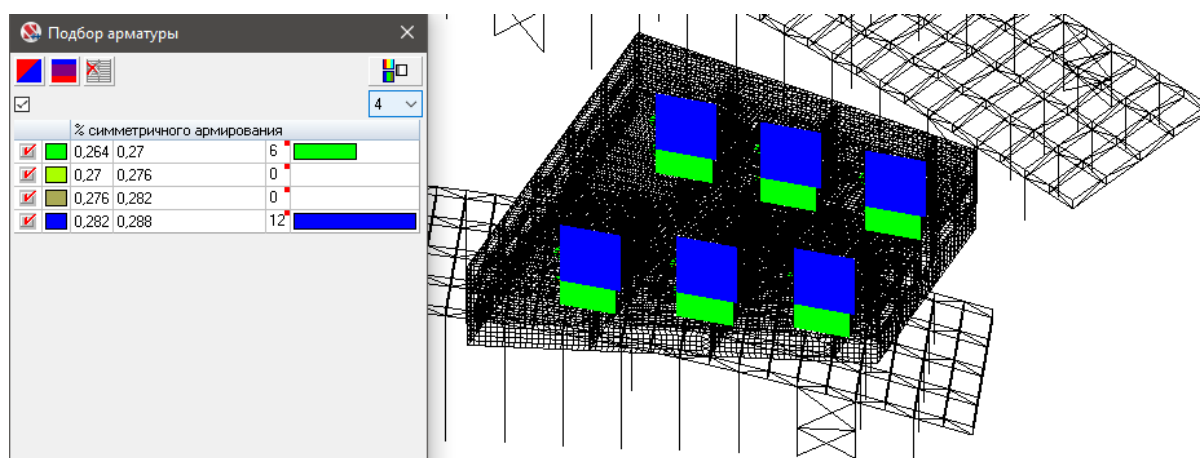 Подбор арматуры
4
% симметричного армирования
0,264 0,27 6
0,27 0,276 0
0,276 0,282 0
0,282 0,288 12